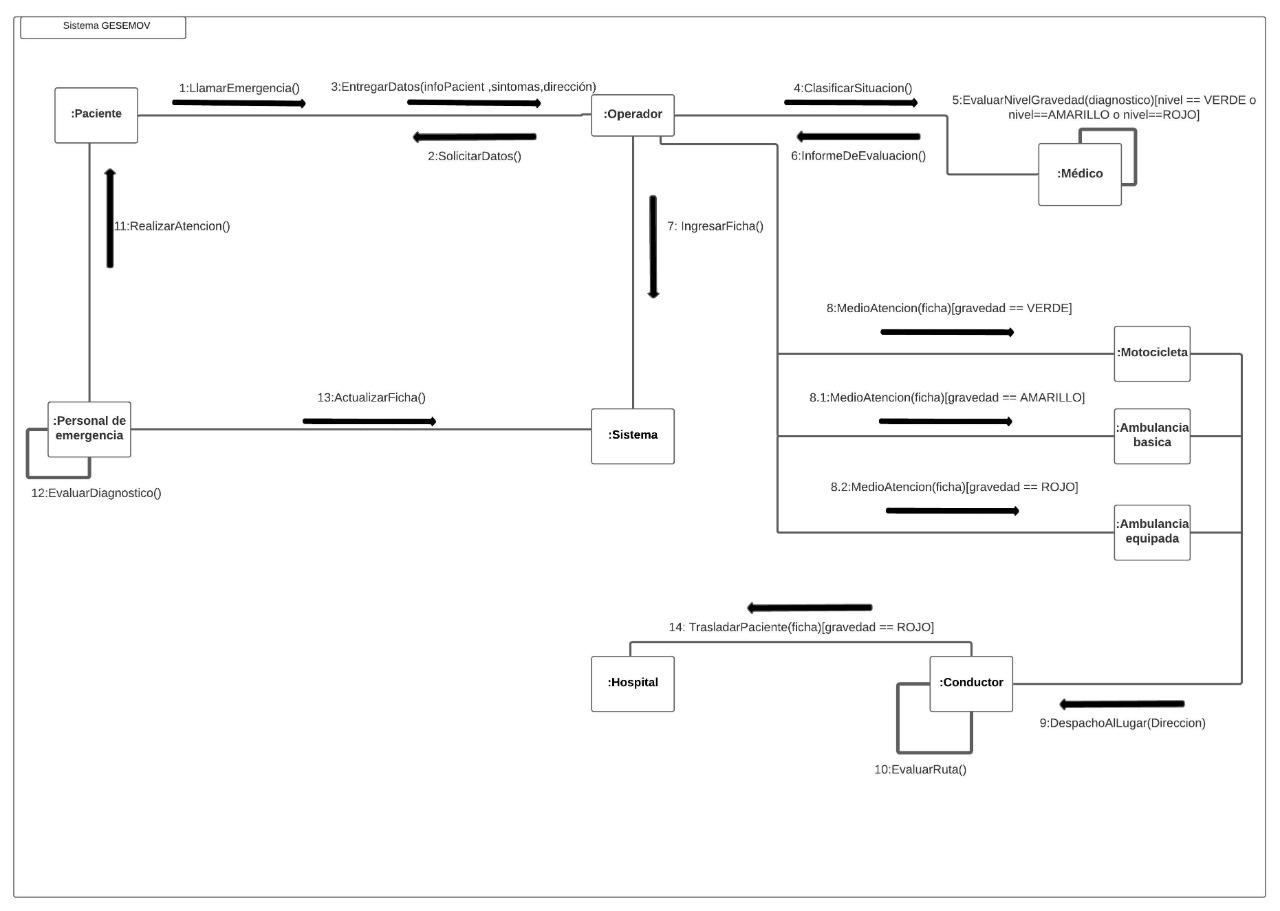 Sistema GESEMOV
1:LlamarEmergencia()
3:EntregarDatos(infoPacient ,sintomas,dirección)
4:ClasificarSituacion()
5:EvaluarNivelGravedad(diagnostico)[nivel == VERDE o
nivel==AMARILLO o nivel==ROJO]
:Paciente
:Operador
2:SolicitarDatos()
6:InformeDeEvaluacion()
:Médico
11:RealizarAtencion()
7: IngresarFicha()
8:MedioAtencion(ficha)[gravedad == VERDE]
:Motocicleta
13:ActualizarFicha()
8.1:MedioAtencion(ficha)[gravedad == AMARILLO]
:Personal de
emergencia
:Sistema
:Ambulancia
basica
12:EvaluarDiagnostico()
8.2:MedioAtencion(ficha)[gravedad == ROJO]
:Ambulancia
equipada
14: TrasladarPaciente(ficha)[gravedad == ROJO]
:Hospital
:Conductor
9:DespachoAlLugar(Direccion)
10:EvaluarRuta()